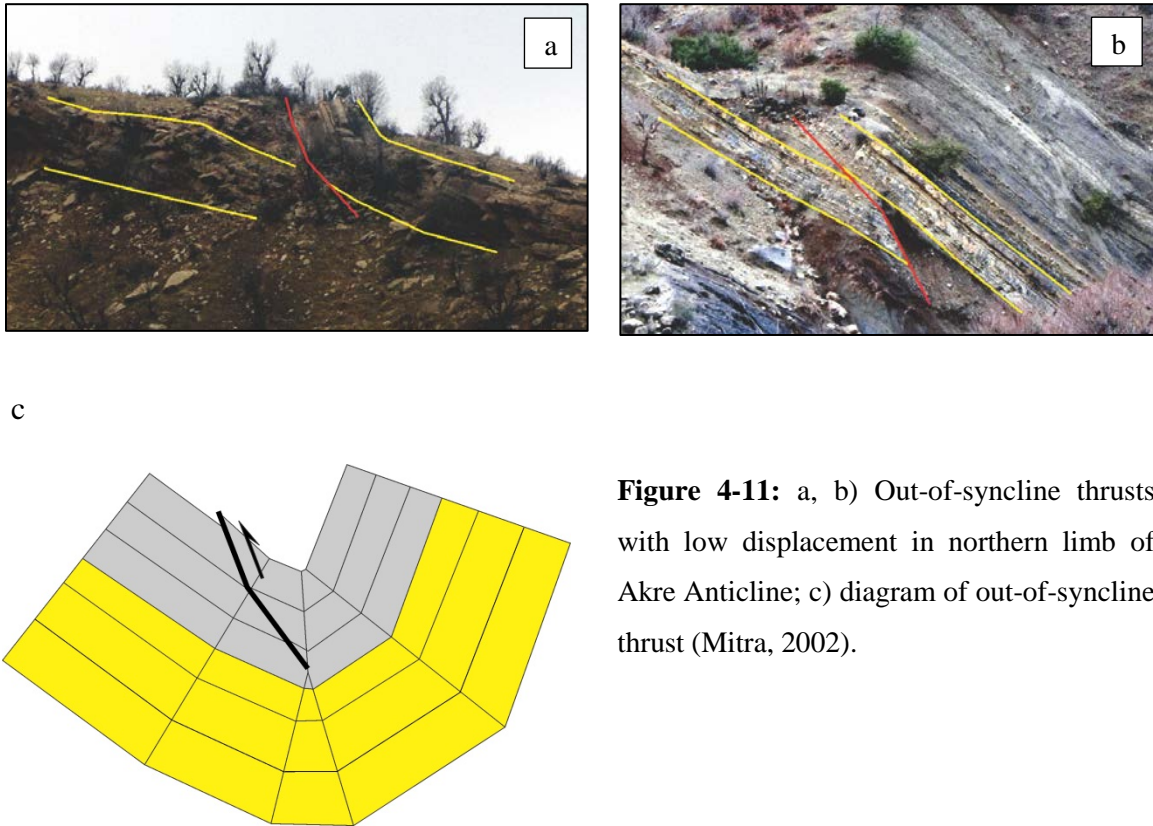 a
b
c
Figure 4-11: a, b) Out-of-syncline thrusts
with low displacement in northern limb of
Akre Anticline; c) diagram of out-of-syncline
thrust (Mitra, 2002).